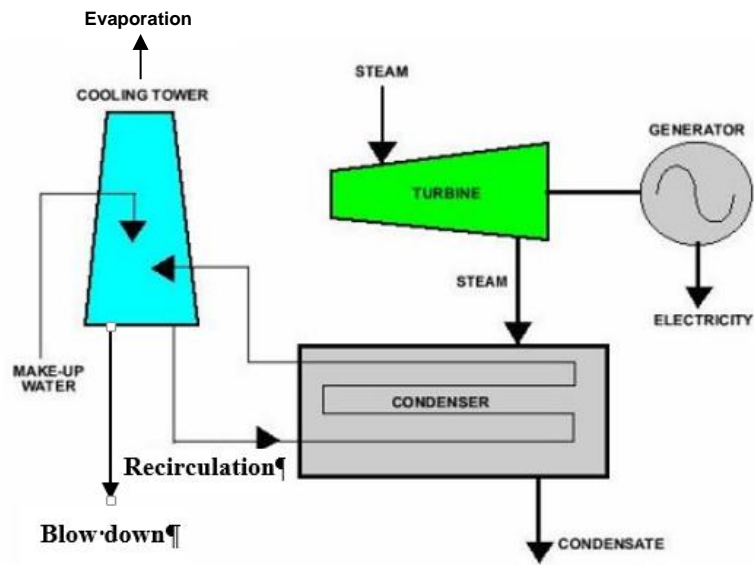 Evaporation
COOLING TOWER
STEAM
GENERATOR
TURBINE
STEAM
ELECTRICITY
MAKE-UP
WATER
CONDENSER
Recirculation¶
Blow·down¶
CONDENSATE